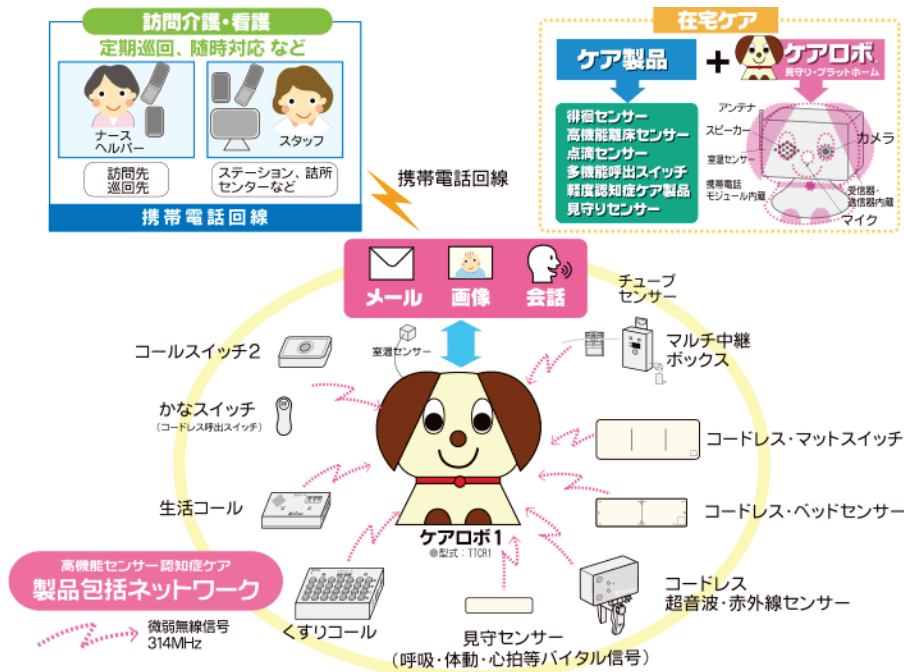 訪問介護・看護
定期巡回、随時対応 など
ナース
ヘルパー
スタッフ
訪問先
巡回先
ステーション、詰所
センターなど
携帯電話回線
携帯電話回線
在宅ケア
ケア製品
+
ケアロボ
見守り・プラットホーム
徘徊センサー
高機能離床センサー
点滴センサー
多機能呼出スイッチ
軽度認知症ケア製品
見守りセンサー
アンテナ
スピーカー
カメラ
室温センサー
携帯電話
モジュール内蔵
受信器・
送信器内蔵
マイク
メール
画像
会話
チューブ
センサー
室温センサー
マルチ中継
ボックス
コールスイッチ2
かなスイッチ
(コードレス呼出スイッチ)
コードレス・マットスイッチ
生活コール
コードレス・ベッドセンサー
ケアロボ1
●型式:TTCR1
高機能センサー認知症ケア
製品包括ネットワーク
微弱無線信号
314MHz
くすりコール
見守センサー
(呼吸・体動・心拍等バイタル信号)
コードレス
超音波・赤外線センサー